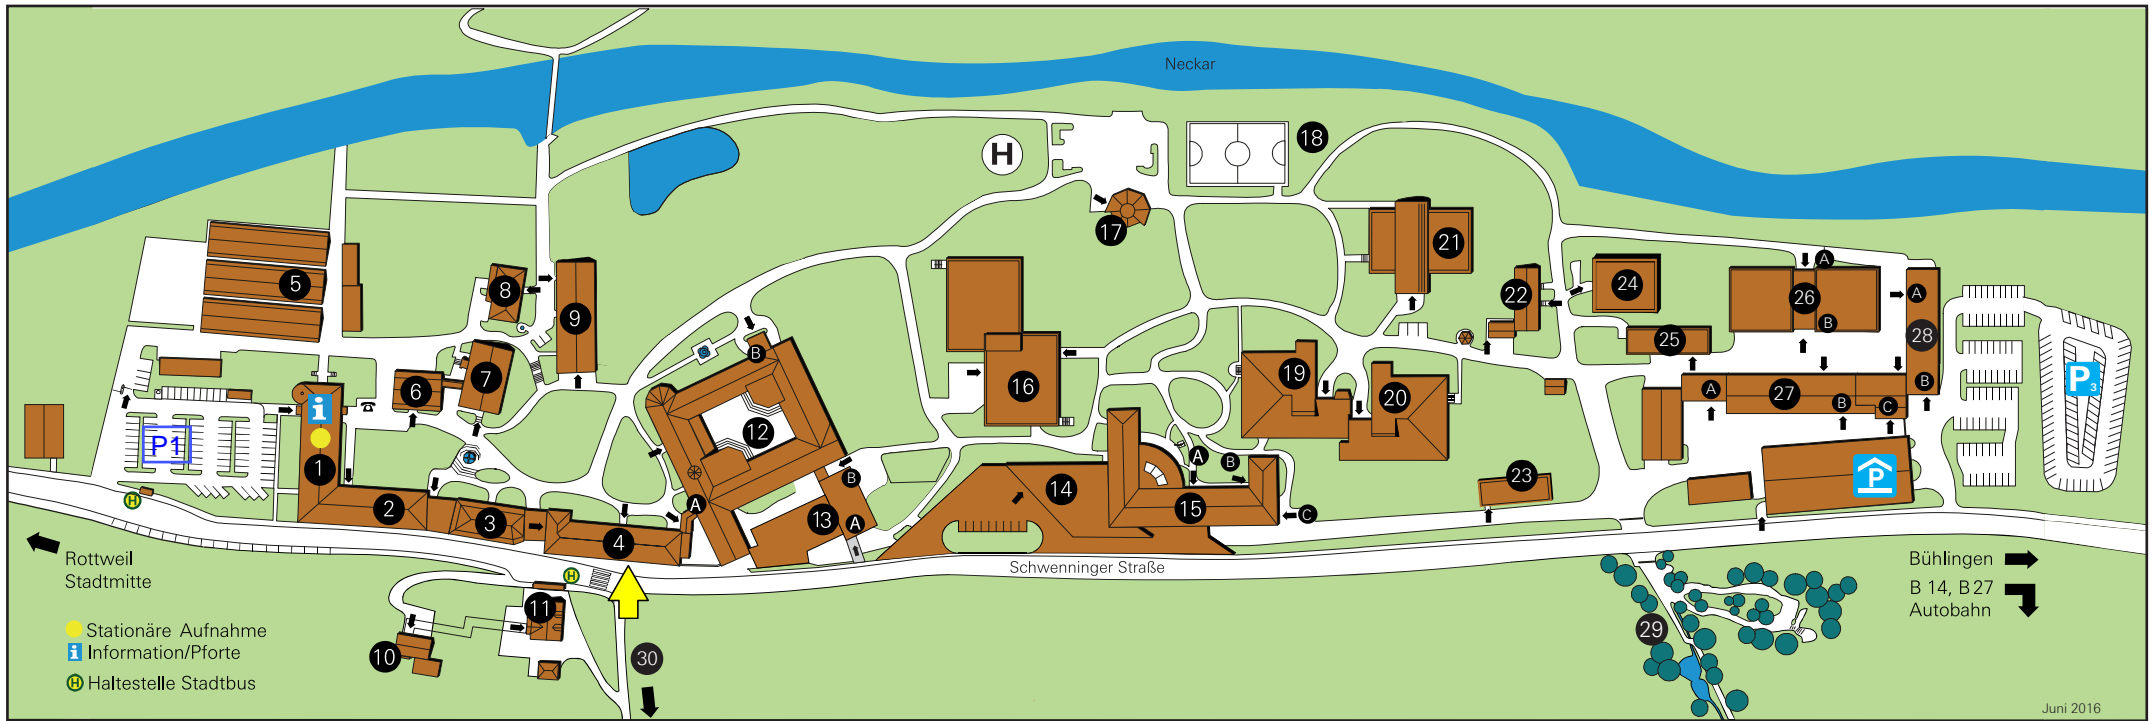 Neckar
H
18
17
21
5
8
9
22
24
A
26
B
25
A
28
B
P3
6
7
i
1
P1
B
12
16
19
20
A
27
B
C
2
3
4
A
B
13
A
14
A
B
15
C
23
P
H
Rottweil
Stadtmitte
H
11
10
30
Schwenninger Straße
29
Bühlingen
B 14, B 27
Autobahn
Stationäre Aufnahme
i Information/Pforte
H Haltestelle Stadtbus
Juni 2016